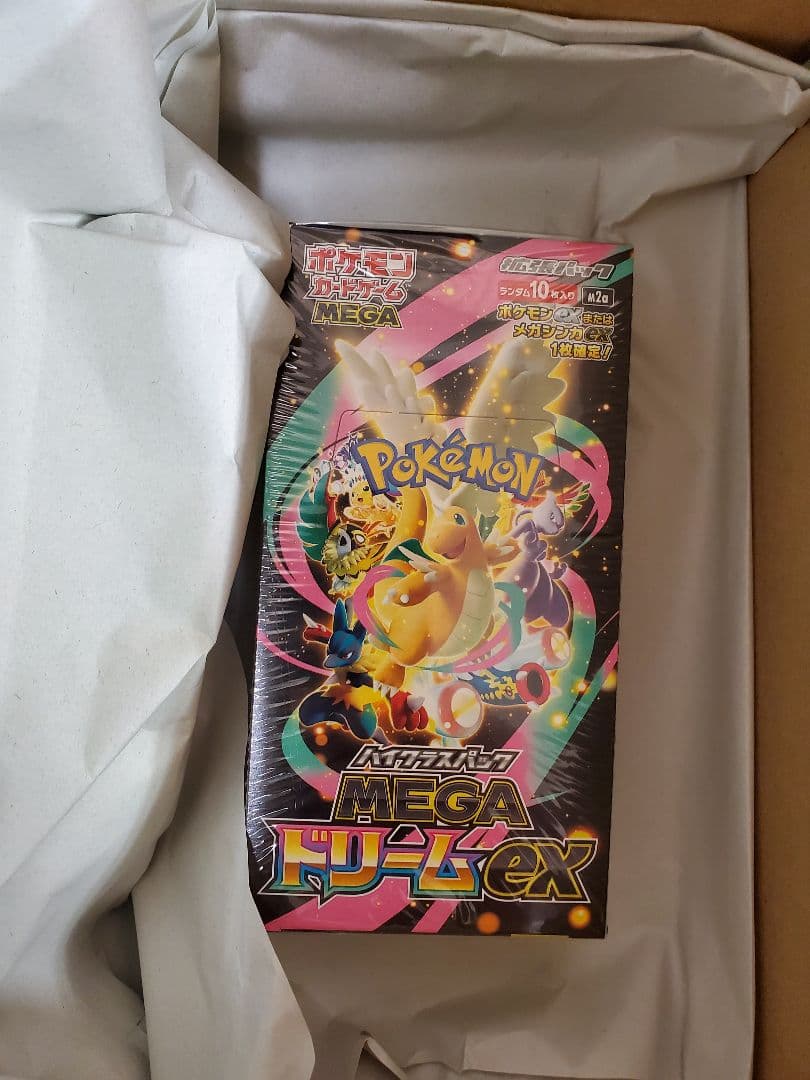 ポケモン
カードゲーム
MEGA
拡張パック
ランダム10枚入り M2a
ポケモンexまたは
メガシンカex
1枚確定!
POKéMON
ハイクラスパック
MEGA
ドリームex